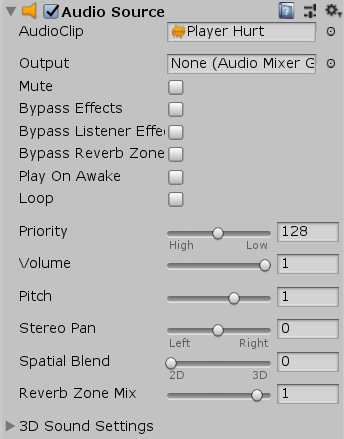 Audio Source
AudioClip Player Hurt
Output None (Audio Mixer G
Mute
Bypass Effects
Bypass Listener Effe
Bypass Reverb Zone
Play On Awake
Loop
Priority 128
High Low
Volume 1
Pitch 1
Stereo Pan 0
Left Right
Spatial Blend 0
2D 3D
Reverb Zone Mix 1
3D Sound Settings